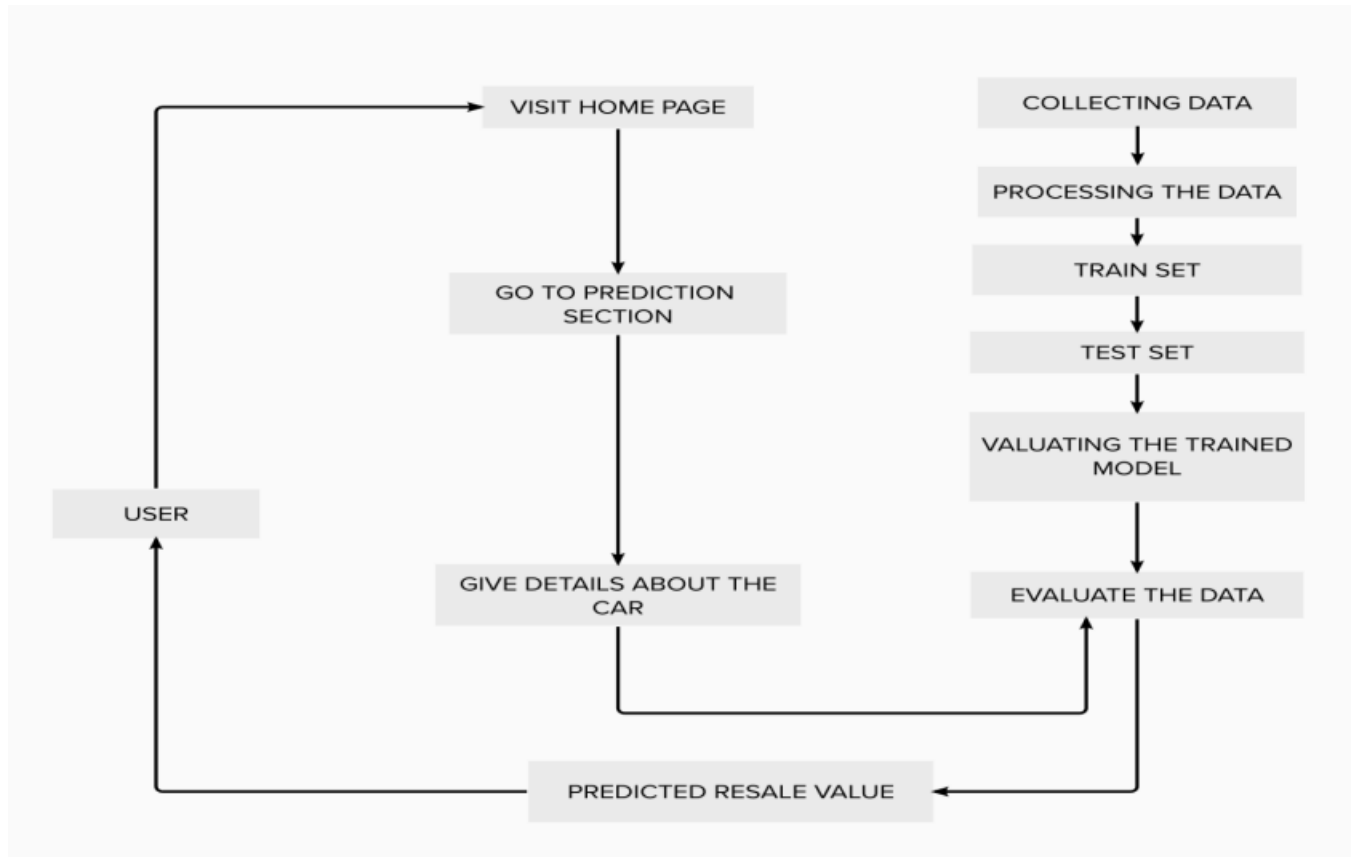 VISIT HOME PAGE
COLLECTING DATA
PROCESSING THE DATA
TRAIN SET
GO TO PREDICTION
SECTION
TEST SET
VALUATING THE TRAINED
MODEL
USER
GIVE DETAILS ABOUT THE
CAR
EVALUATE THE DATA
PREDICTED RESALE VALUE